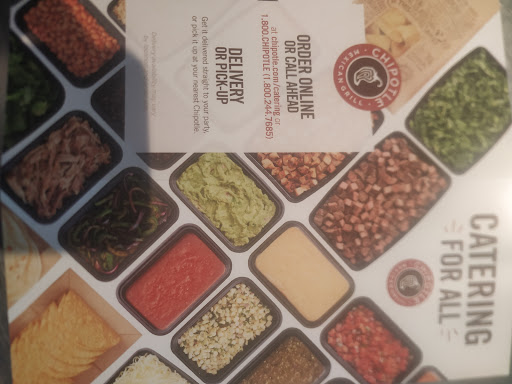 CATERING
FOR ALL
CHIPOTLE
MEXICAN GRILL
ORDER ONLINE
OR CALL AHEAD
at chipotle.com/catering or
1.800.CHIPOTLE (1.800.244.7685)
DELIVERY
OR PICK-UP
Get it delivered straight to your party,
or pick it up at your nearest Chipotle.